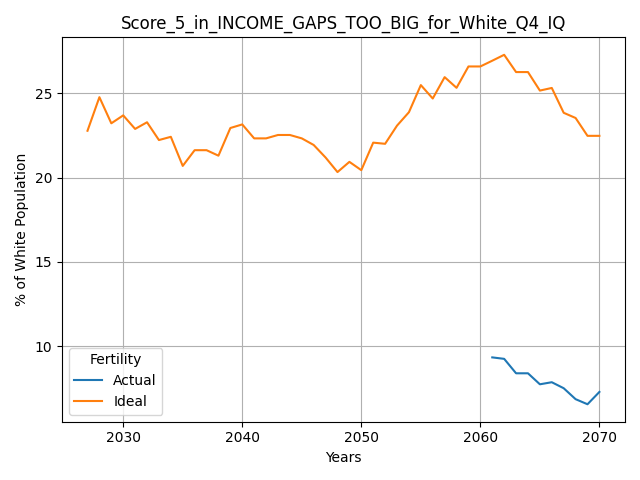 Score_5_in_INCOME_GAPS_TOO_BIG_for_White_Q4_IQ
% of White Population
25
20
15
10
Fertility
Actual
Ideal
2030 2040 2050 2060 2070
Years